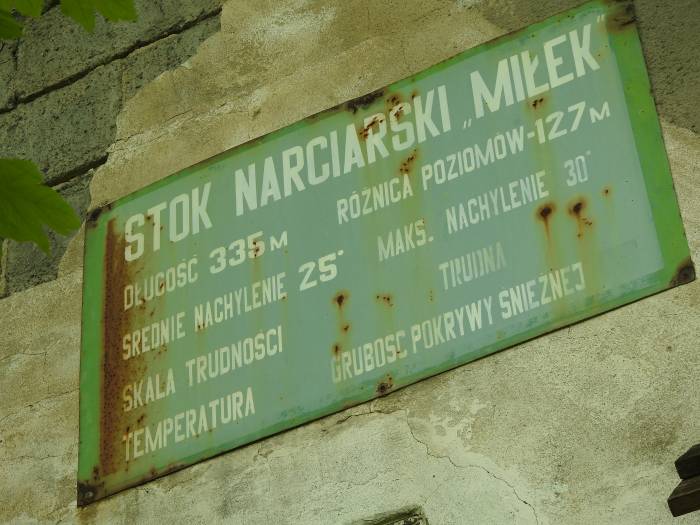 STOK NARCIARSKI „MIŁEK”
DŁUGOŚĆ 335 M RÓŻNICA POZIOMÓW-127 M
ŚREDNIE NACHYLENIE 25° MAKS. NACHYLENIE 30°
SKALA TRUDNOŚCI TRUDNA
TEMPERATURA GRUBOŚĆ POKRYWY ŚNIEŻNEJ